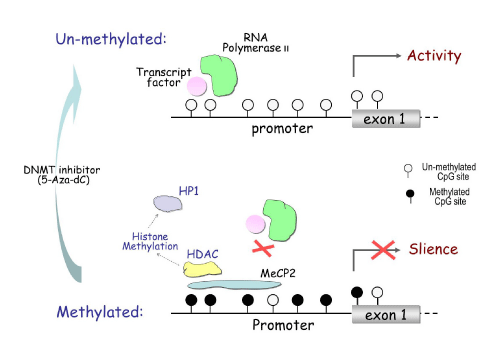 Un-methylated:
RNA
Polymerase II
Transcript
factor
Activity
promoter
exon 1
DNMT inhibitor
(5-Aza-dC)
Un-methylated
CpG site
Methylated
CpG site
HP1
Histone
Methylation
HDAC
MeCP2
Slience
Methylated:
Promoter
exon 1